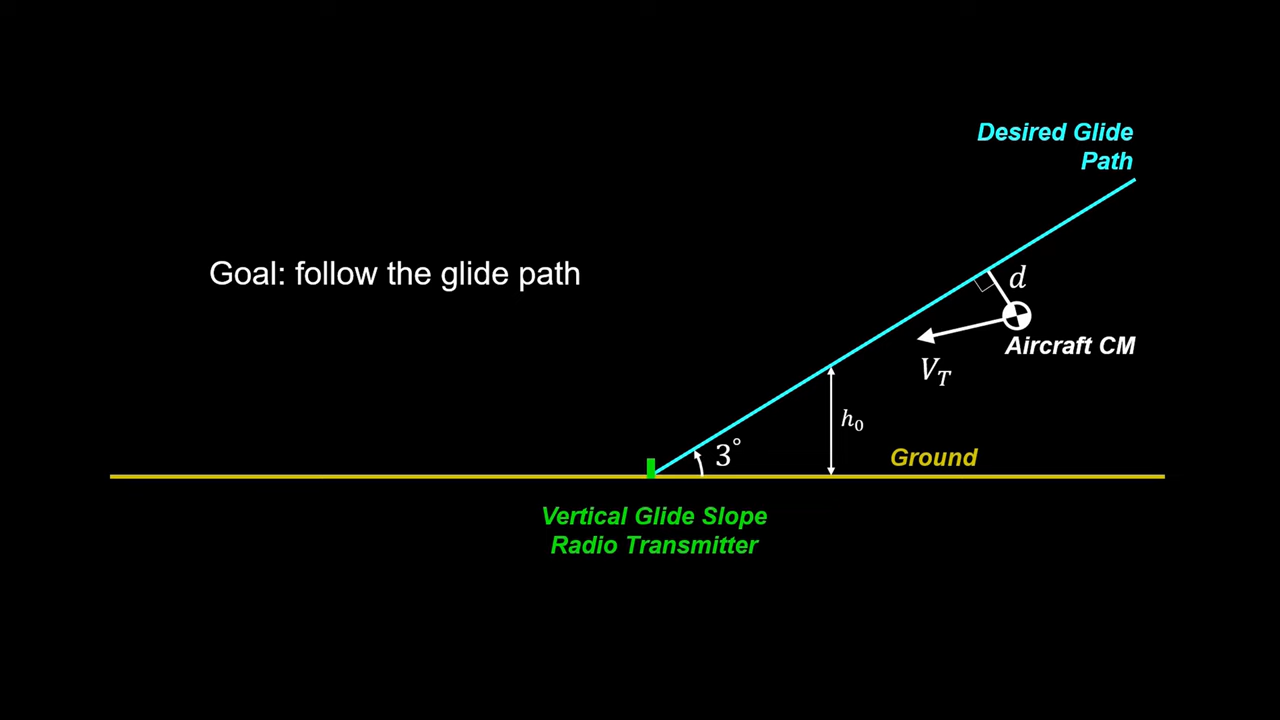 Desired Glide
Path
Goal: follow the glide path
d
Aircraft CM
V_T
h_0
3°
Ground
Vertical Glide Slope
Radio Transmitter